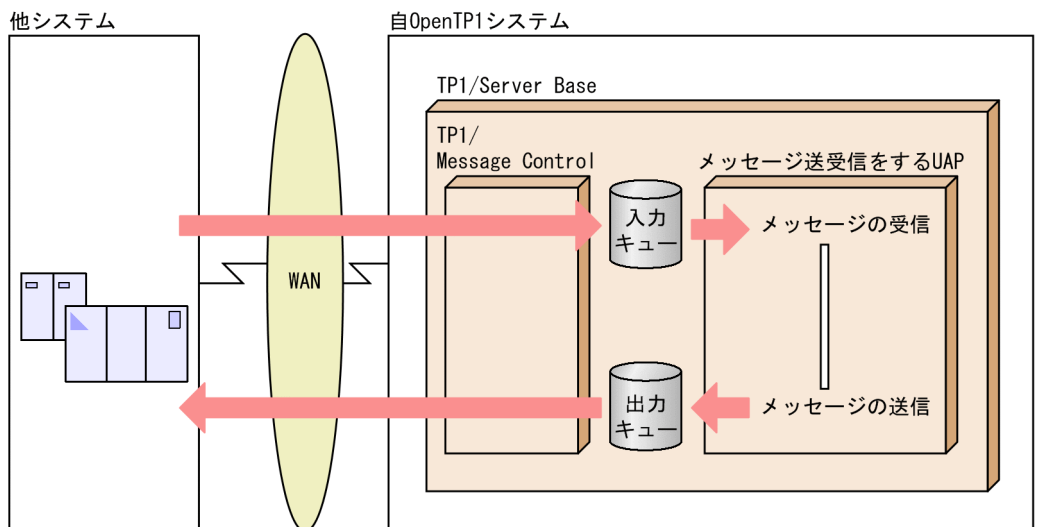 他システム
自OpenTP1システム
TP1/Server Base
TP1/
Message Control
メッセージ送受信をするUAP
入力
キュー
メッセージの受信
WAN
出力
キュー
メッセージの送信